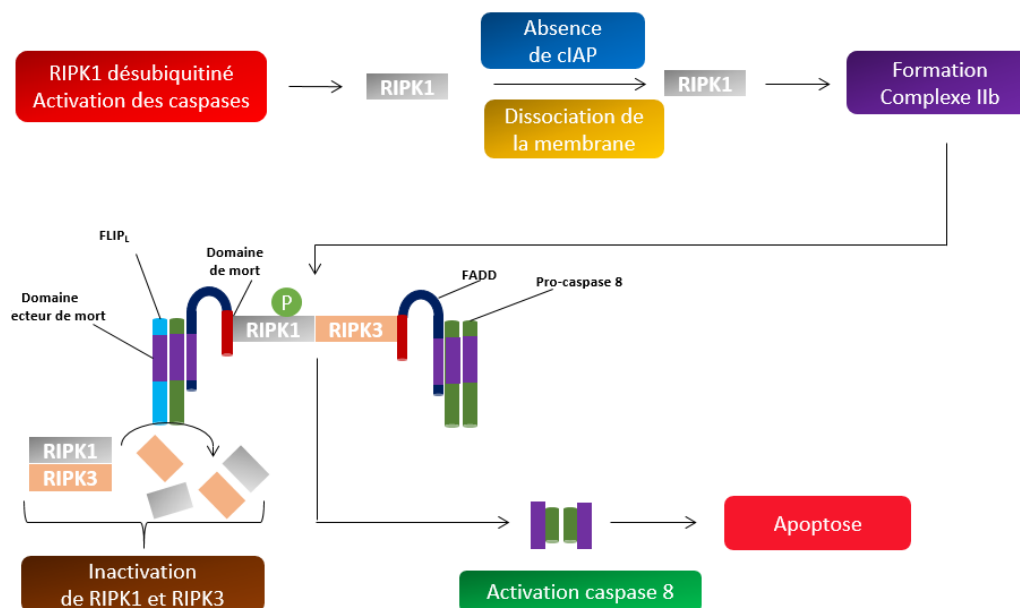 RIPK1 désubiquitiné
Activation des caspases
RIPK1
Absence
de cIAP
Dissociation de
la membrane
RIPK1
Formation
Complexe IIb
FLIPL
Domaine
de mort
FADD
Pro-caspase 8
Domaine
ecteur de mort
P
RIPK1
RIPK3
RIPK1
RIPK3
Inactivation
de RIPK1 et RIPK3
Activation caspase 8
Apoptose